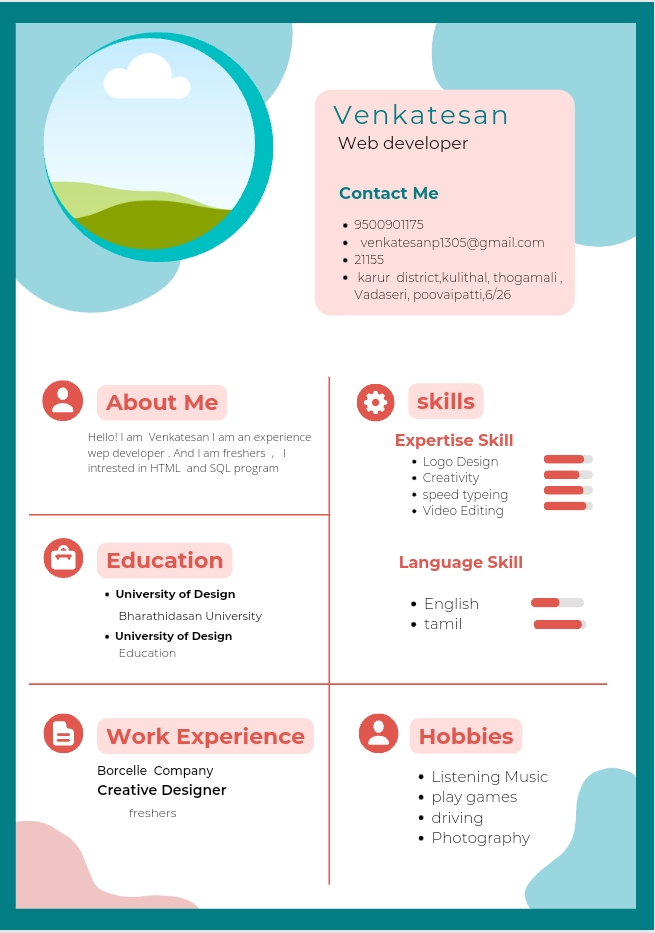 Venkatesan
Web developer
Contact Me
9500901175
venkatesanp1305@gmail.com
21155
karur district,kulithal, thogamali ,
Vadaseri, poovaipatti,6/26
About Me
Hello! I am Venkatesan I am an experience
wep developer . And I am freshers , I
intrested in HTML and SQL program
skills
Expertise Skill
Logo Design
Creativity
speed typeing
Video Editing
Language Skill
English
tamil
Education
University of Design
Bharathidasan University
University of Design
Education
Work Experience
Borcelle Company
Creative Designer
freshers
Hobbies
Listening Music
play games
driving
Photography